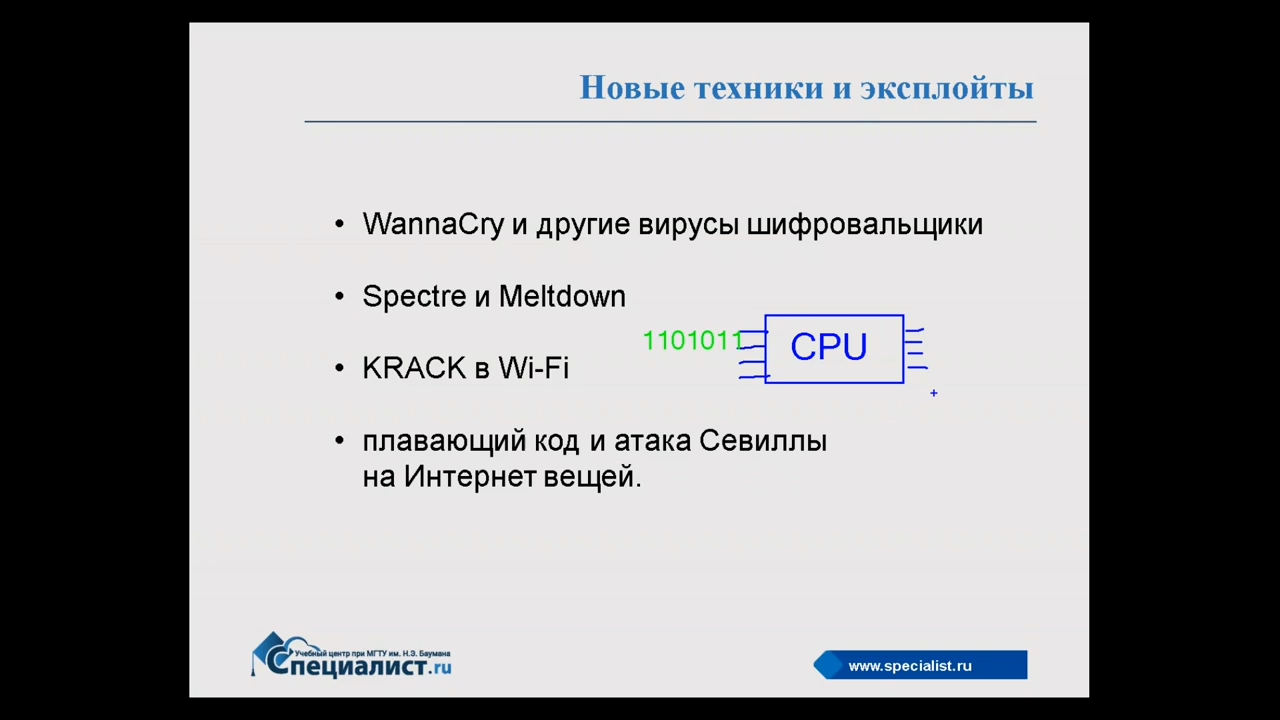 Новые техники и эксплойты
• WannaCry и другие вирусы шифровальщики
• Spectre и Meltdown
1101011
CPU
• KRACK в Wi-Fi
• плавающий код и атака Севиллы
на Интернет вещей.
Учебный центр при МГТУ им. Н.Э. Баумана
Специалист.ru
www.specialist.ru